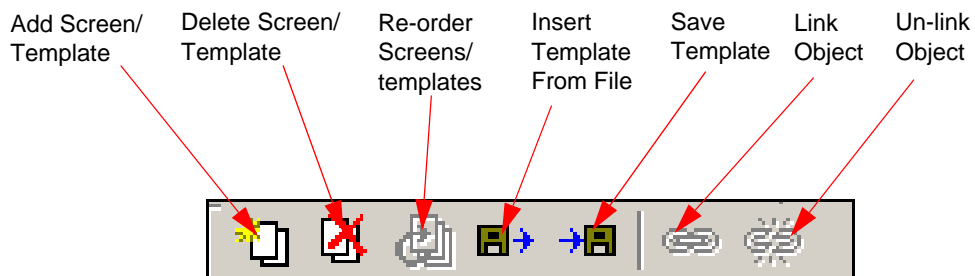 Add Screen/
Template
Delete Screen/
Template
Re-order
Screens/
templates
Insert
Template
From File
Save
Template
Link
Object
Un-link
Object